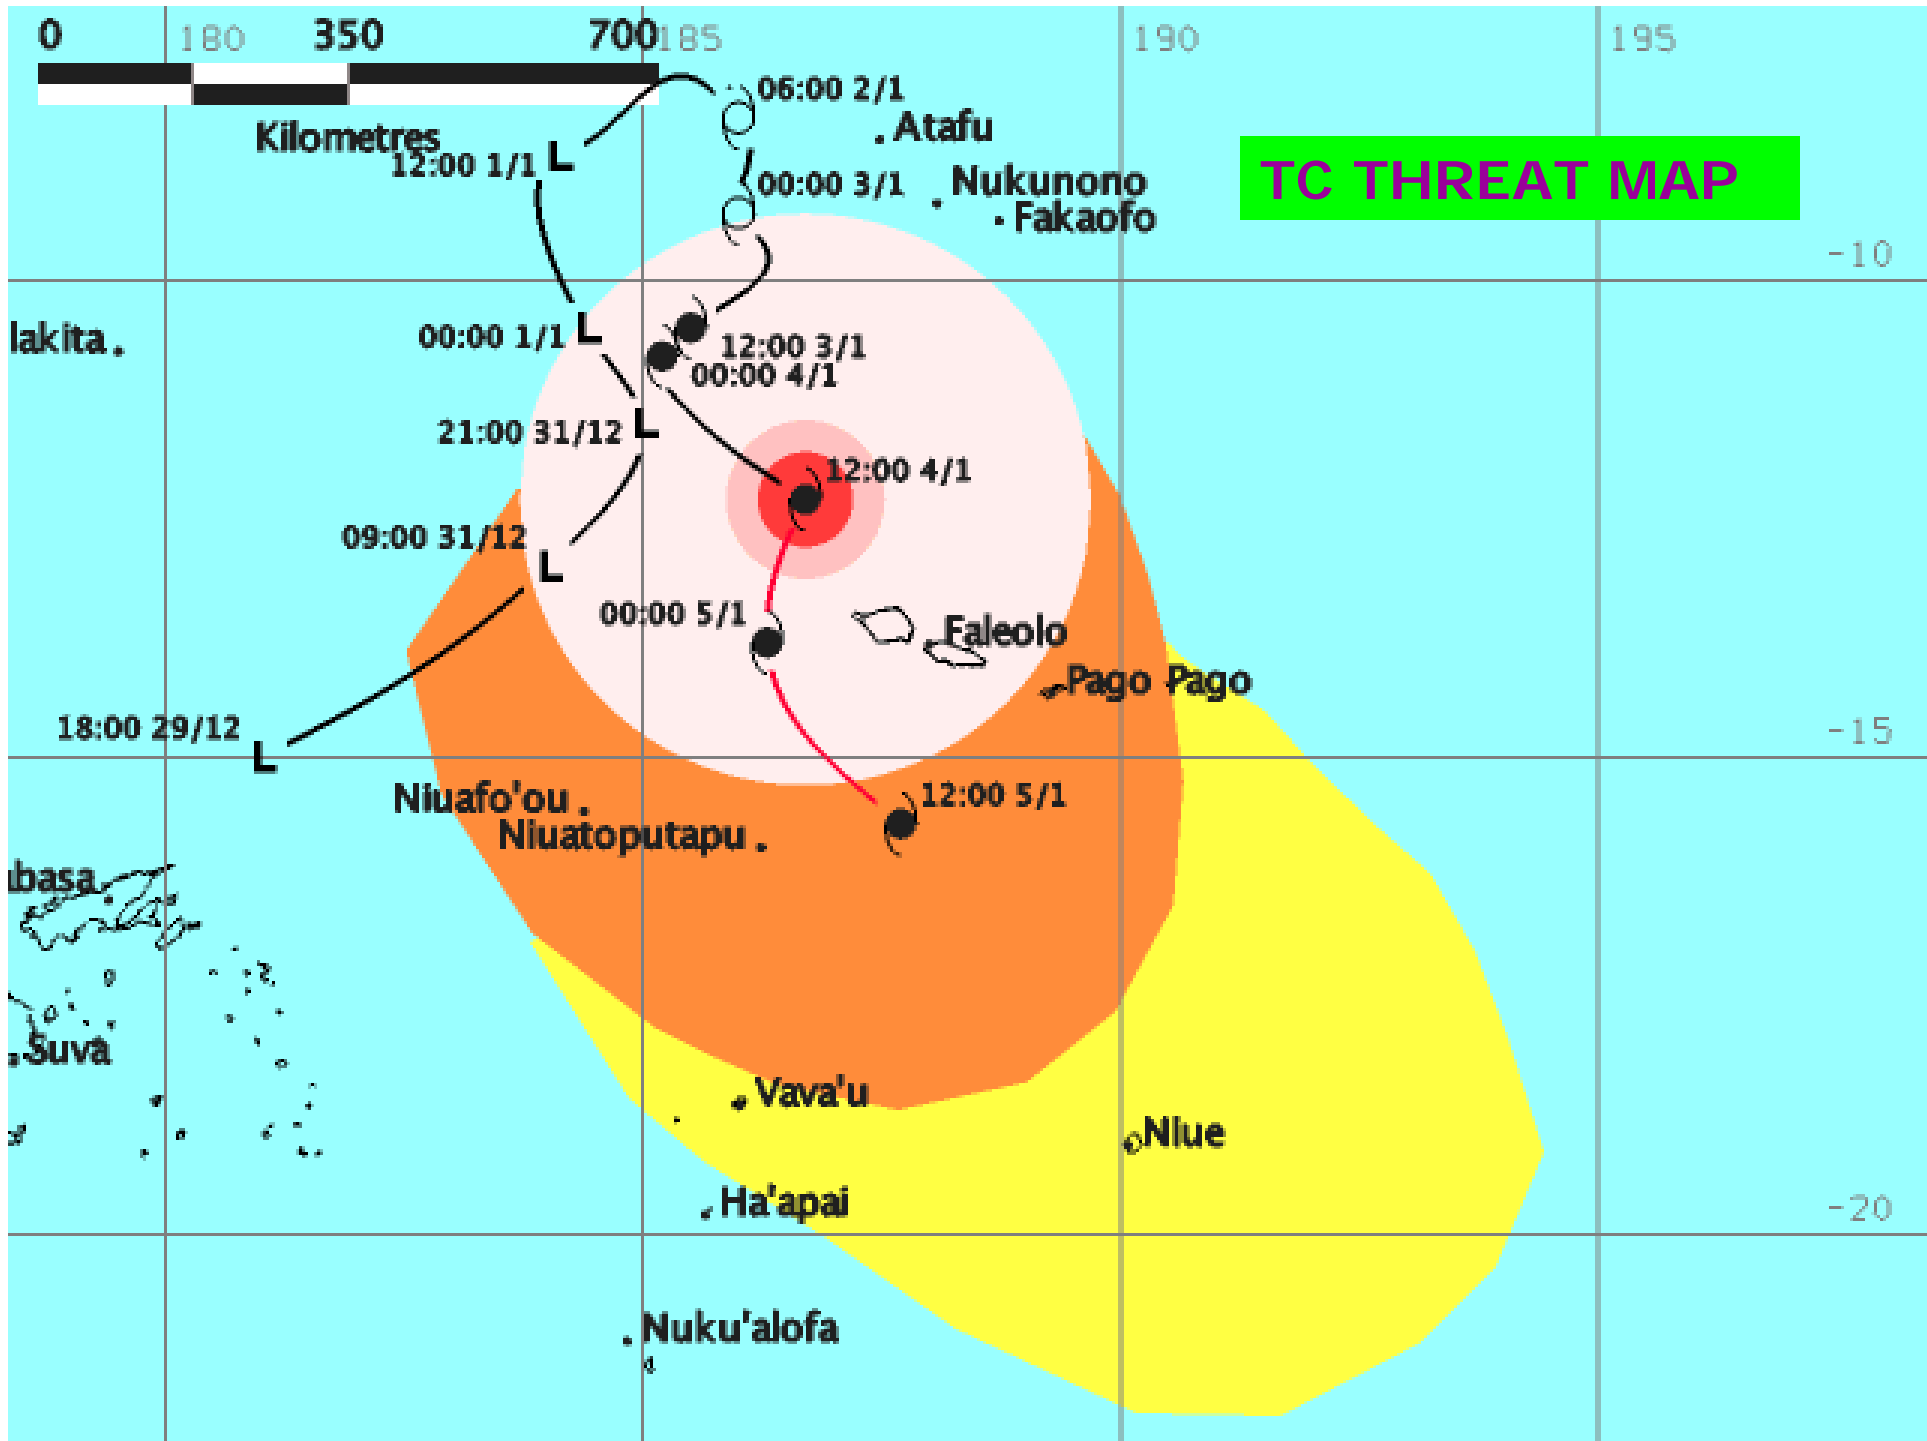 0 350 700
180 185 190 195
Kilometres
TC THREAT MAP
06:00 2/1
Atafu
12:00 1/1 L
00:00 3/1
Nukunono
Fakaofo
-10
lakita
00:00 1/1 L
12:00 3/1
00:00 4/1
21:00 31/12 L
12:00 4/1
09:00 31/12 L
00:00 5/1
Faleolo
Pago Pago
18:00 29/12 L
-15
Niuafo'ou
12:00 5/1
Niuatoputapu
basa
Suva
Vava'u
Niue
Ha'apai
-20
Nuku'alofa